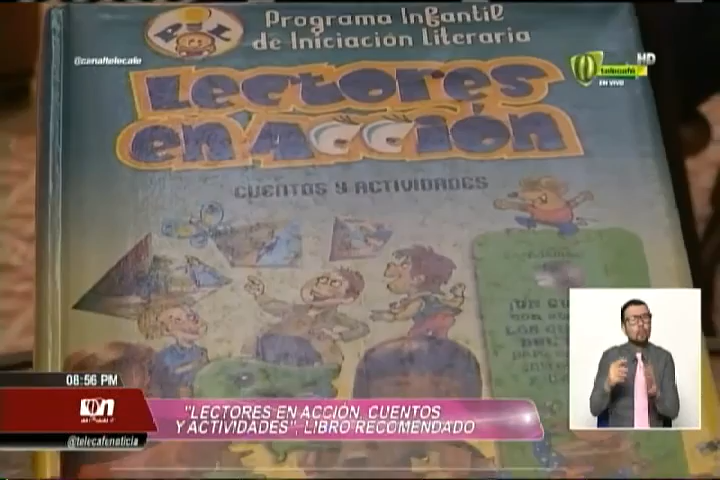 PIL
Programa Infantil
de Iniciación Literaria
@canaltelecafe
HD
telecafé
EN VIVO
Lectores
en Acción
CUENTOS Y ACTIVIDADES
08:56 PM
"LECTORES EN ACCIÓN, CUENTOS
Y ACTIVIDADES", LIBRO RECOMENDADO
@telecafenoticia